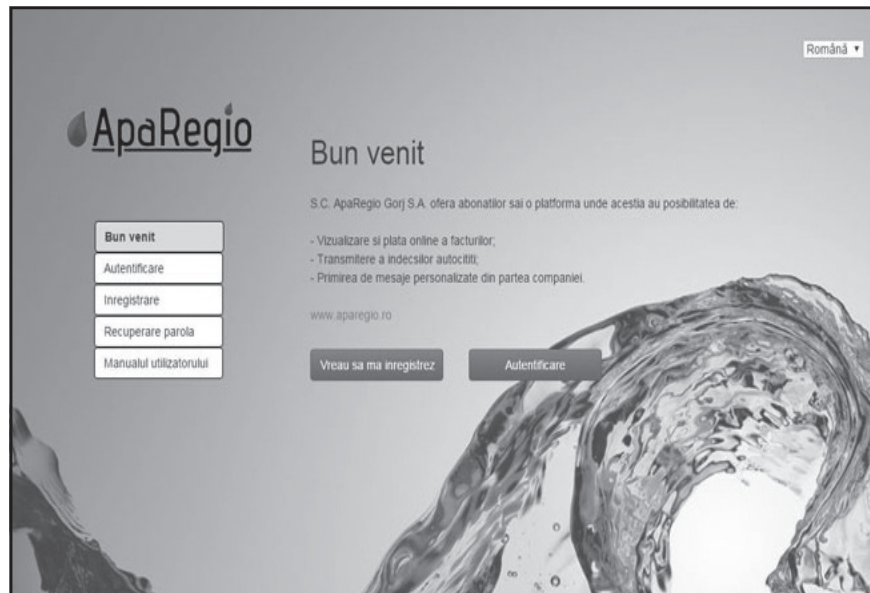 Română
ApaRegio
Bun venit
S.C. ApaRegio Gorj S.A. ofera abonatilor sai o platforma unde acestia au posibilitatea de:
- Vizualizare si plata online a facturilor;
- Transmitere a indecsilor autocititi;
- Primirea de mesaje personalizate din partea companiei.
www.aparegio.ro
Vreau sa ma inregistrez
Autentificare
Bun venit
Autentificare
Inregistrare
Recuperare parola
Manualul utilizatorului